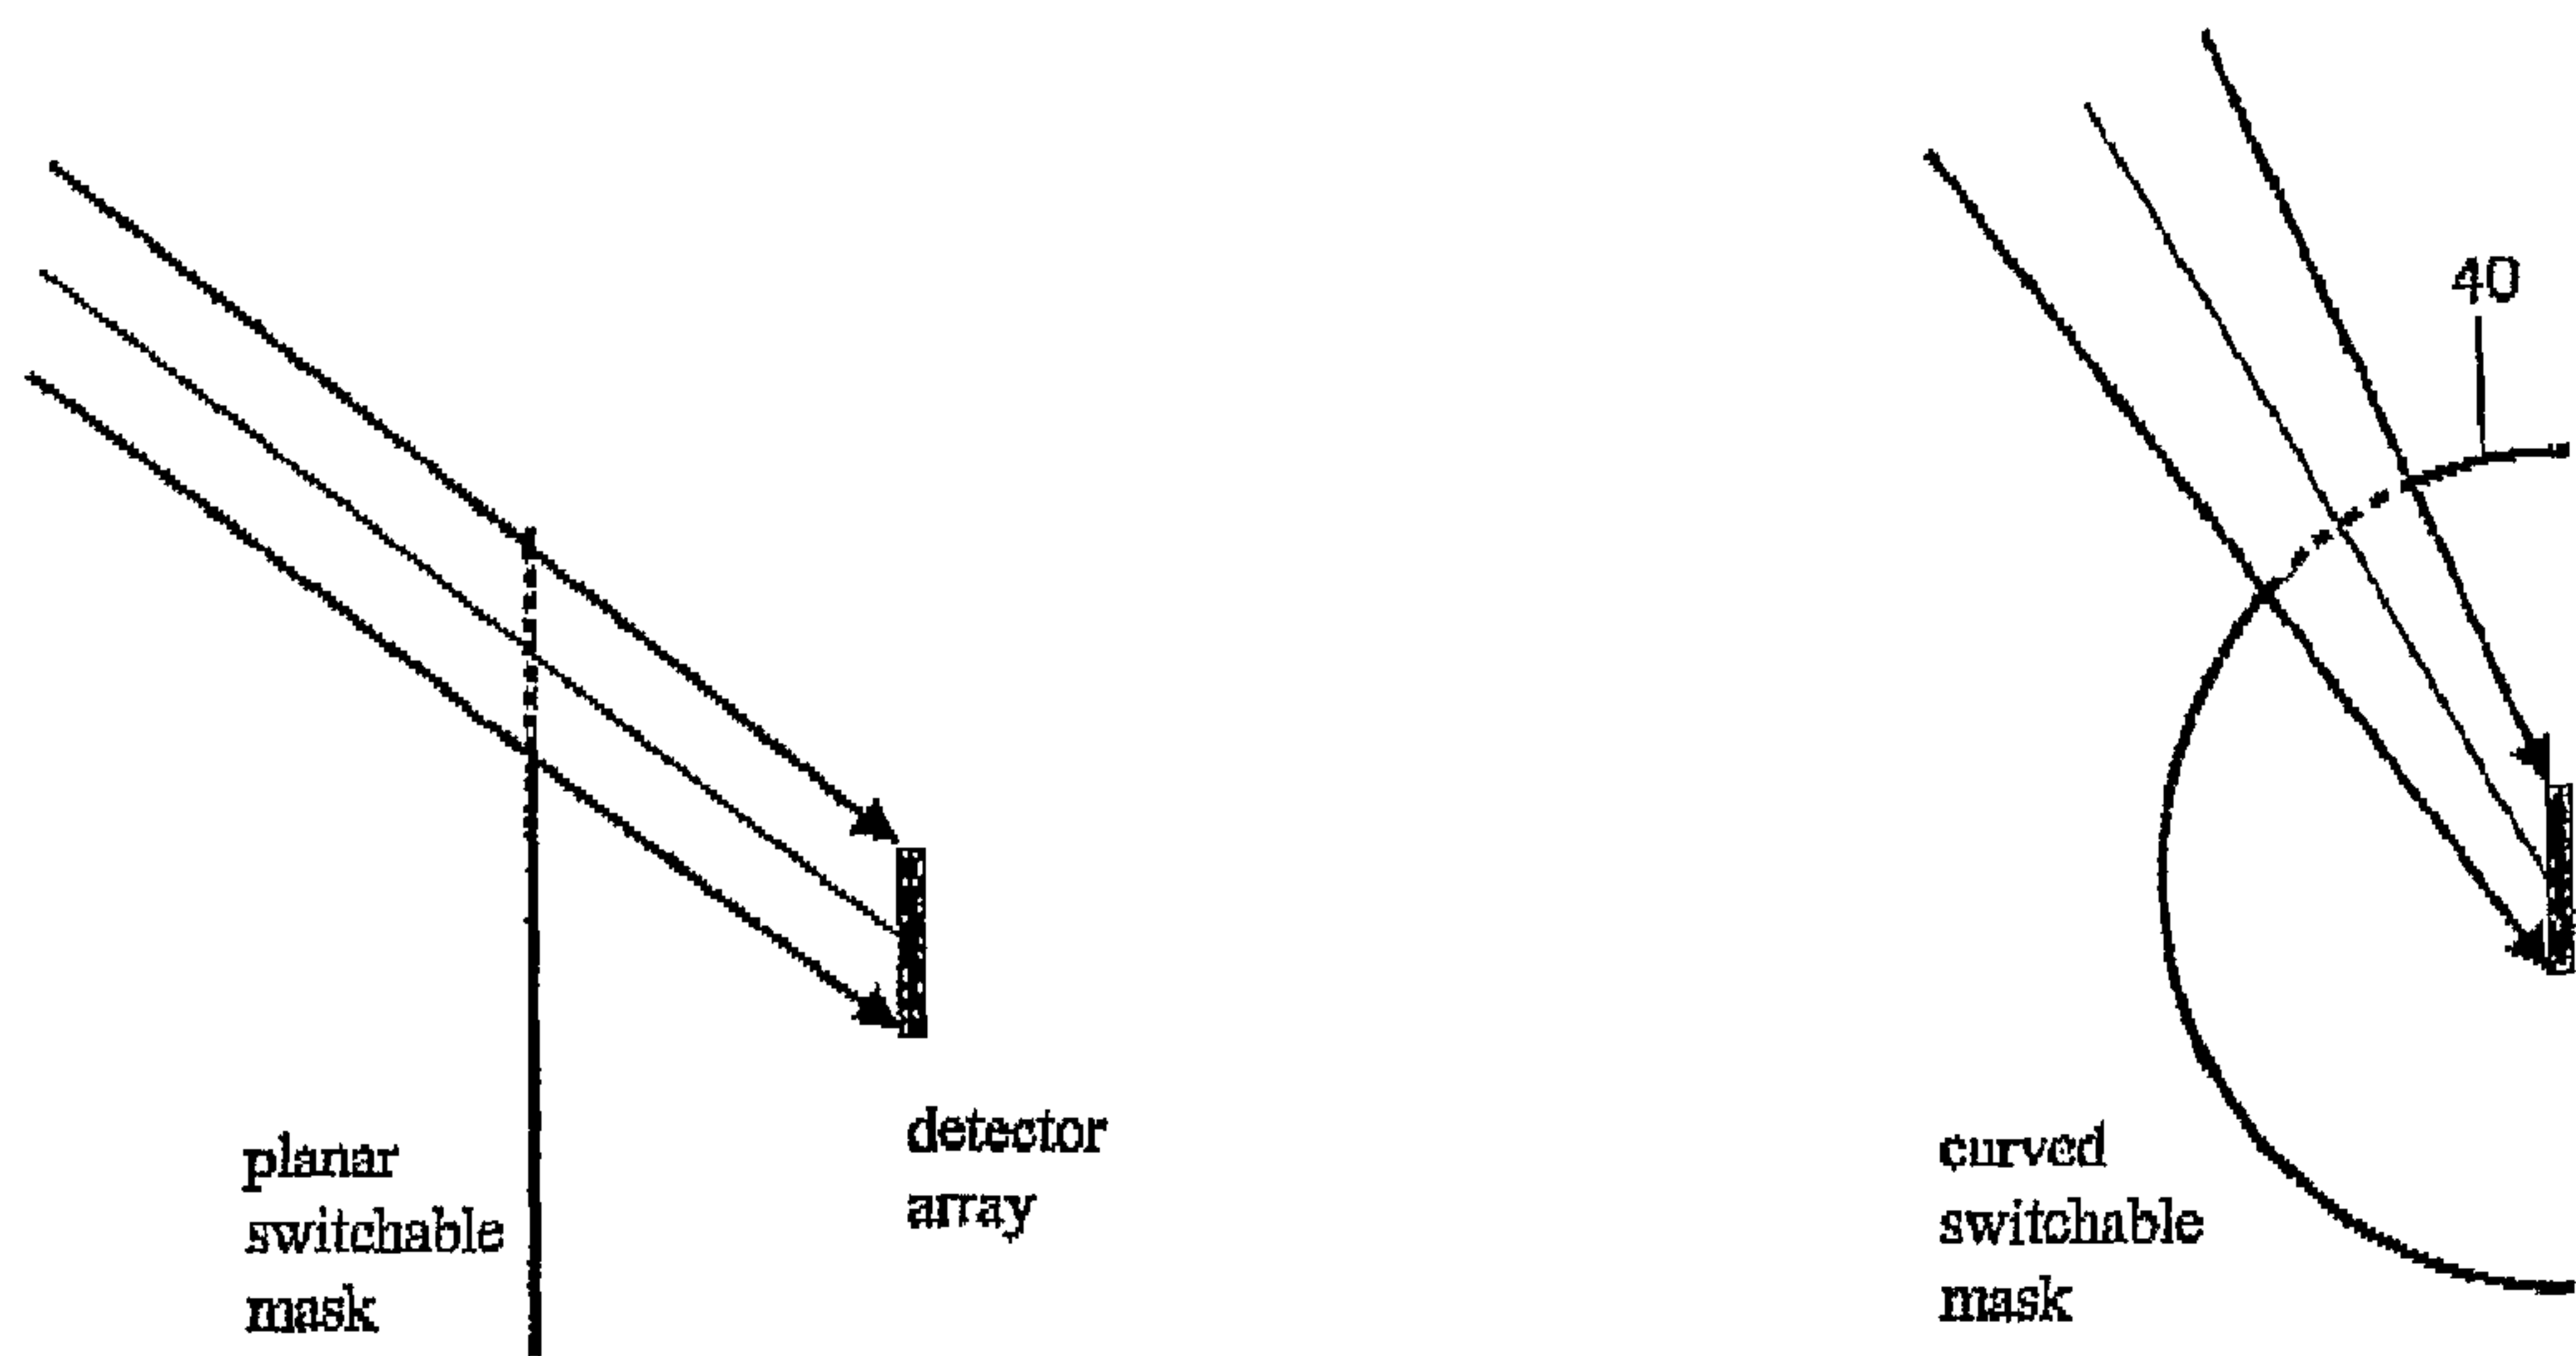 40
planar
switchable
mask
detector
array
curved
switchable
mask